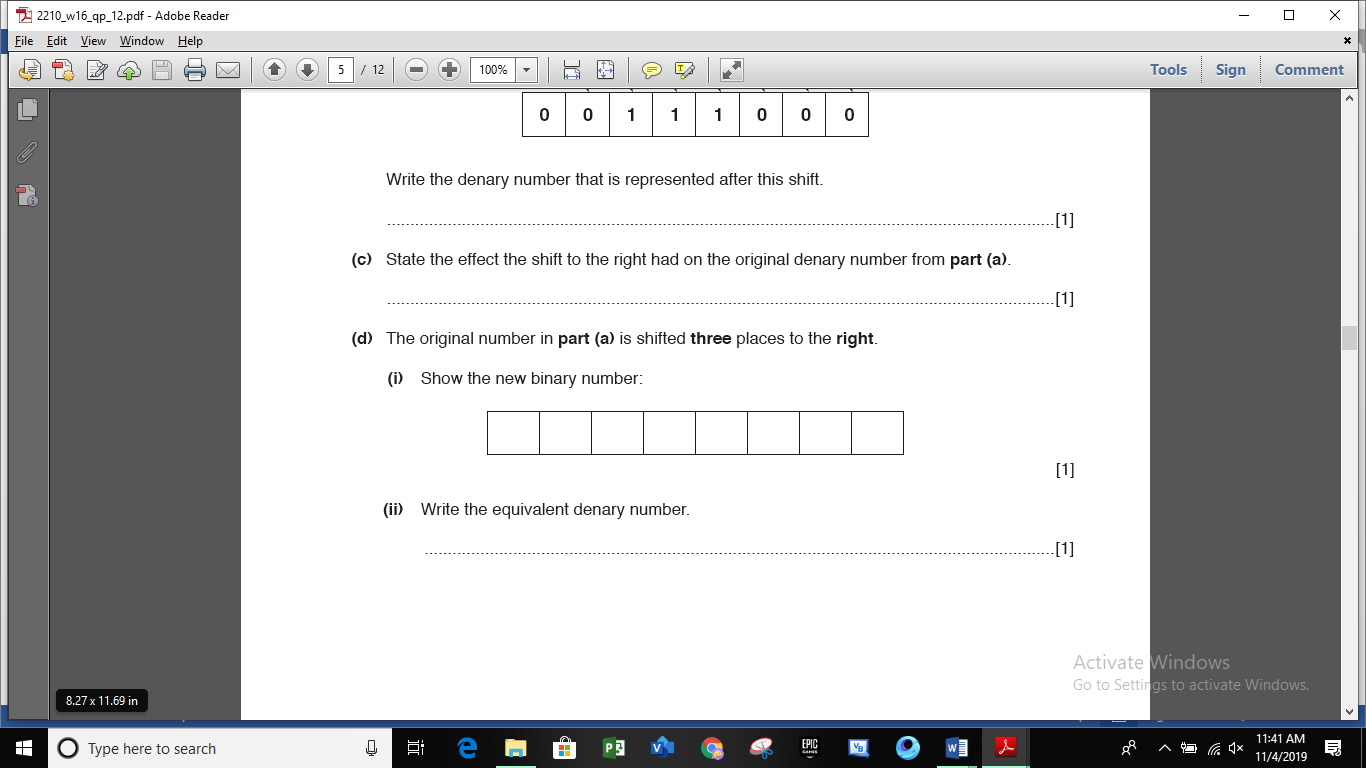 2210_w16_qp_12.pdf - Adobe Reader
File Edit View Window Help
5 / 12 100% Tools Sign Comment
0 0 1 1 1 0 0 0
Write the denary number that is represented after this shift.
[1]
(c) State the effect the shift to the right had on the original denary number from part (a).
[1]
(d) The original number in part (a) is shifted three places to the right.
(i) Show the new binary number:
[1]
(ii) Write the equivalent denary number.
[1]
Activate Windows
Go to Settings to activate Windows.
8.27 x 11.69 in
Type here to search
11:41 AM
11/4/2019